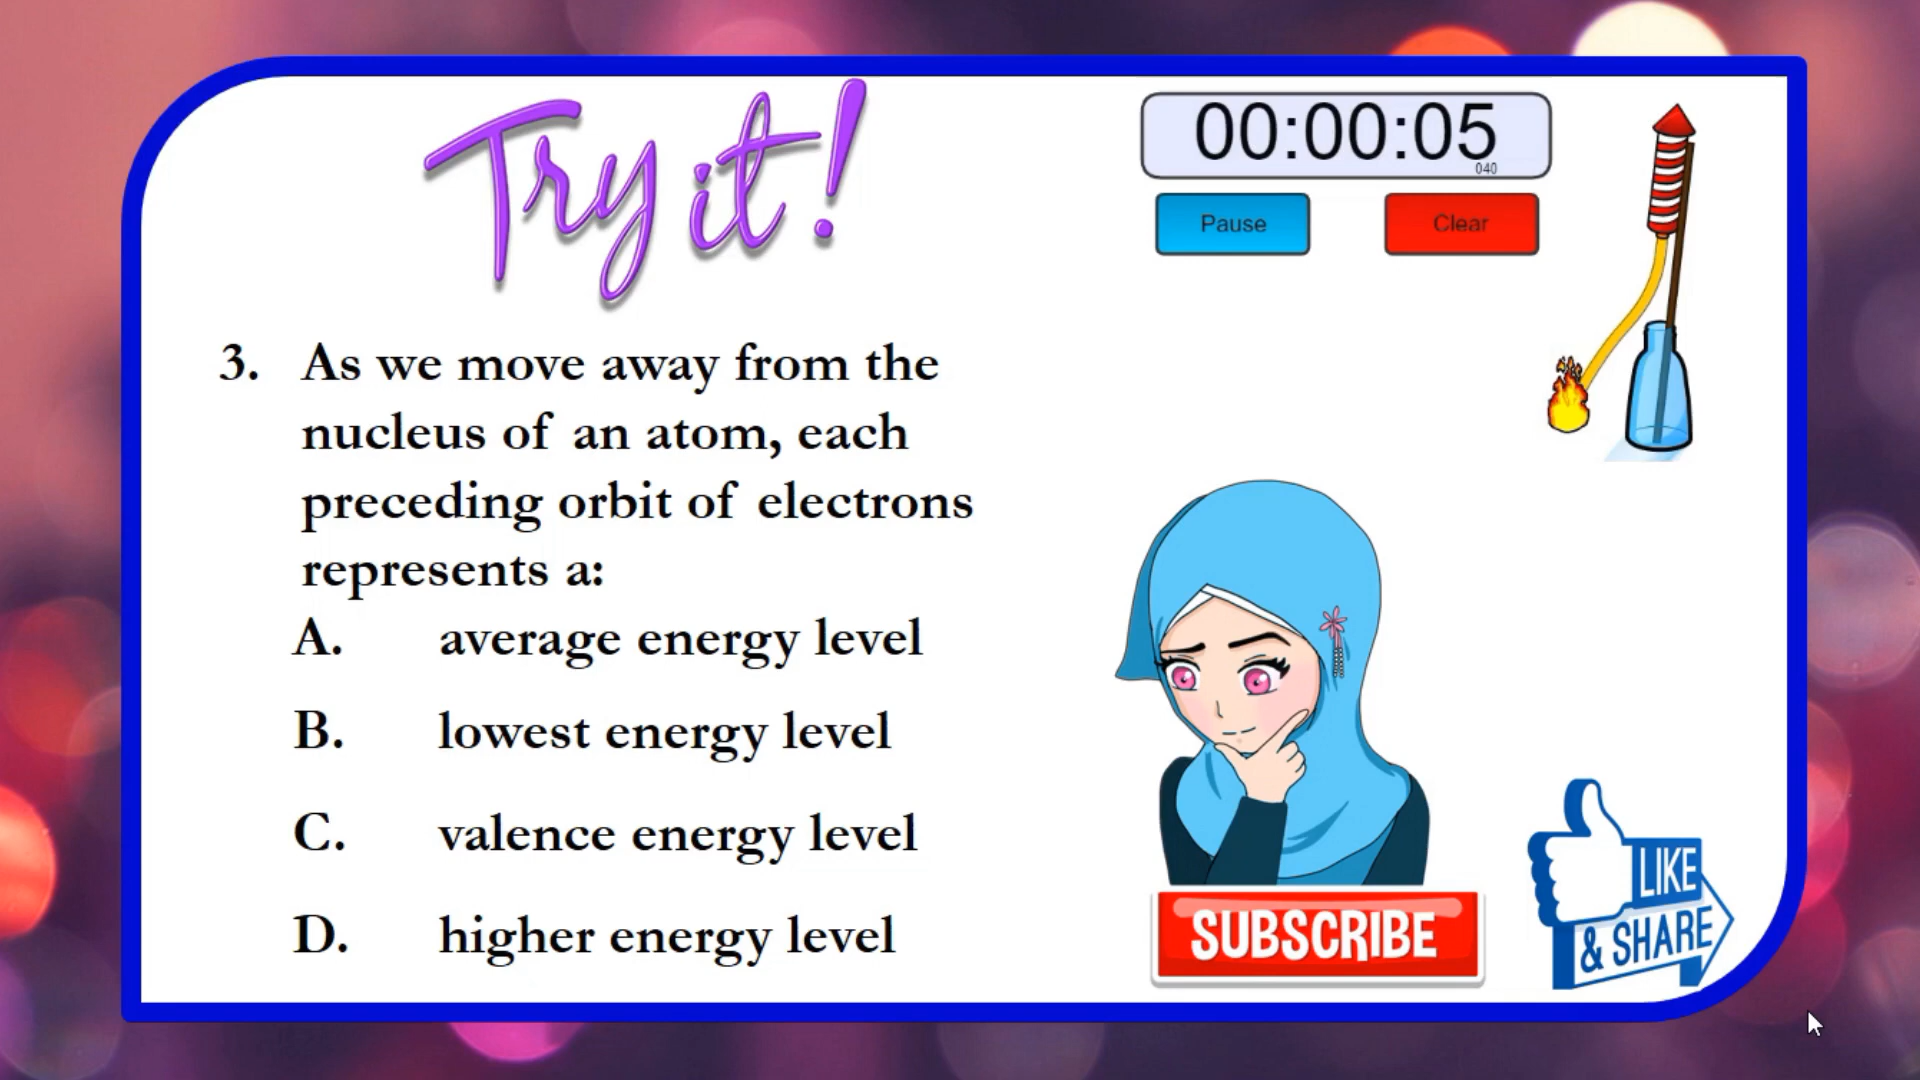 Try it!
00:00:05
040
Pause
Clear
3. As we move away from the
nucleus of an atom, each
preceding orbit of electrons
represents a:
A. average energy level
B. lowest energy level
C. valence energy level
D. higher energy level
SUBSCRIBE
LIKE
& SHARE